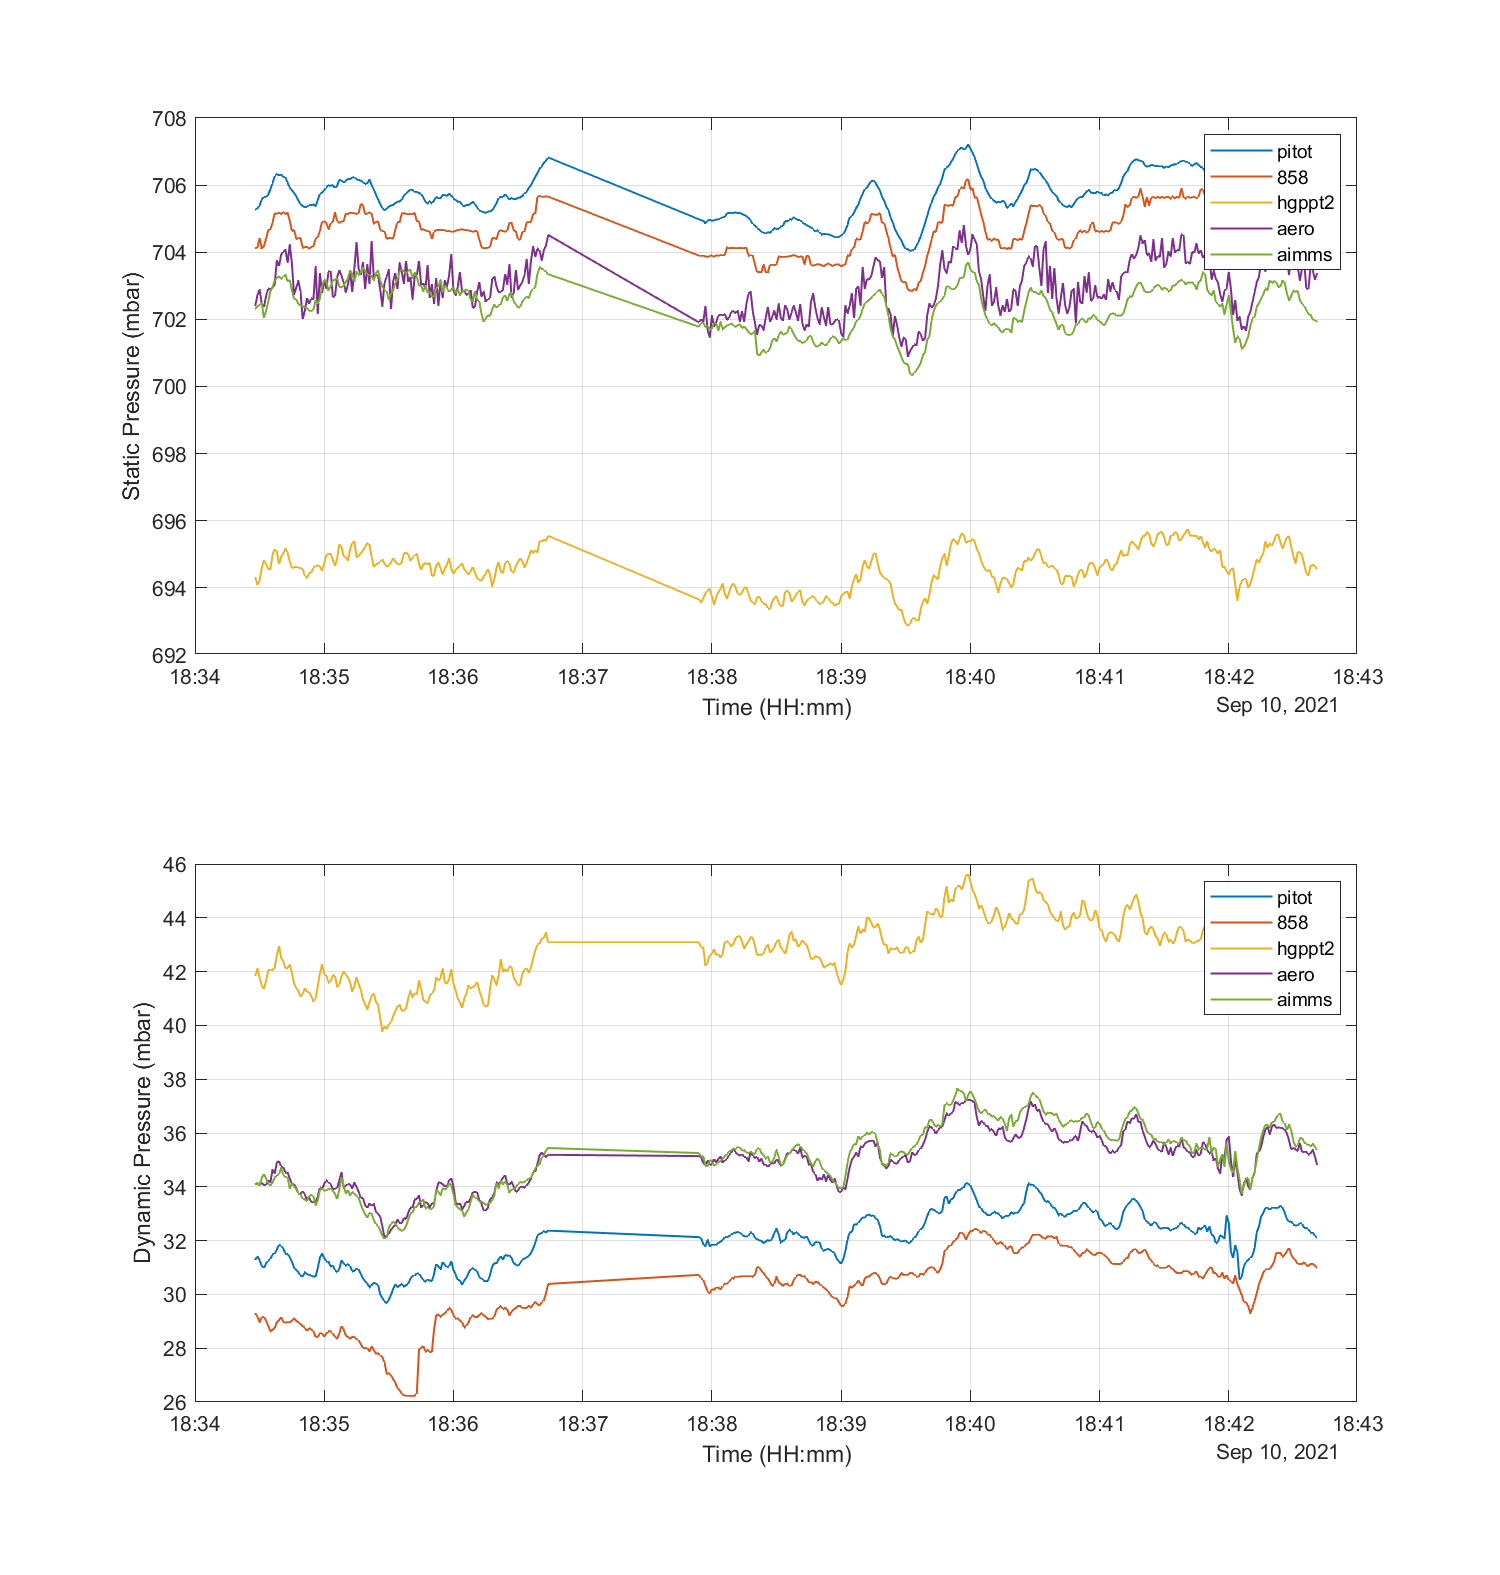 Static Pressure (mbar)
708
706
704
702
700
698
696
694
692
pitot
858
hgppt2
aero
aimms
18:34 18:35 18:36 18:37 18:38 18:39 18:40 18:41 18:42 18:43
Time (HH:mm)
Sep 10, 2021
Dynamic Pressure (mbar)
46
44
42
40
38
36
34
32
30
28
26
pitot
858
hgppt2
aero
aimms
18:34 18:35 18:36 18:37 18:38 18:39 18:40 18:41 18:42 18:43
Time (HH:mm)
Sep 10, 2021